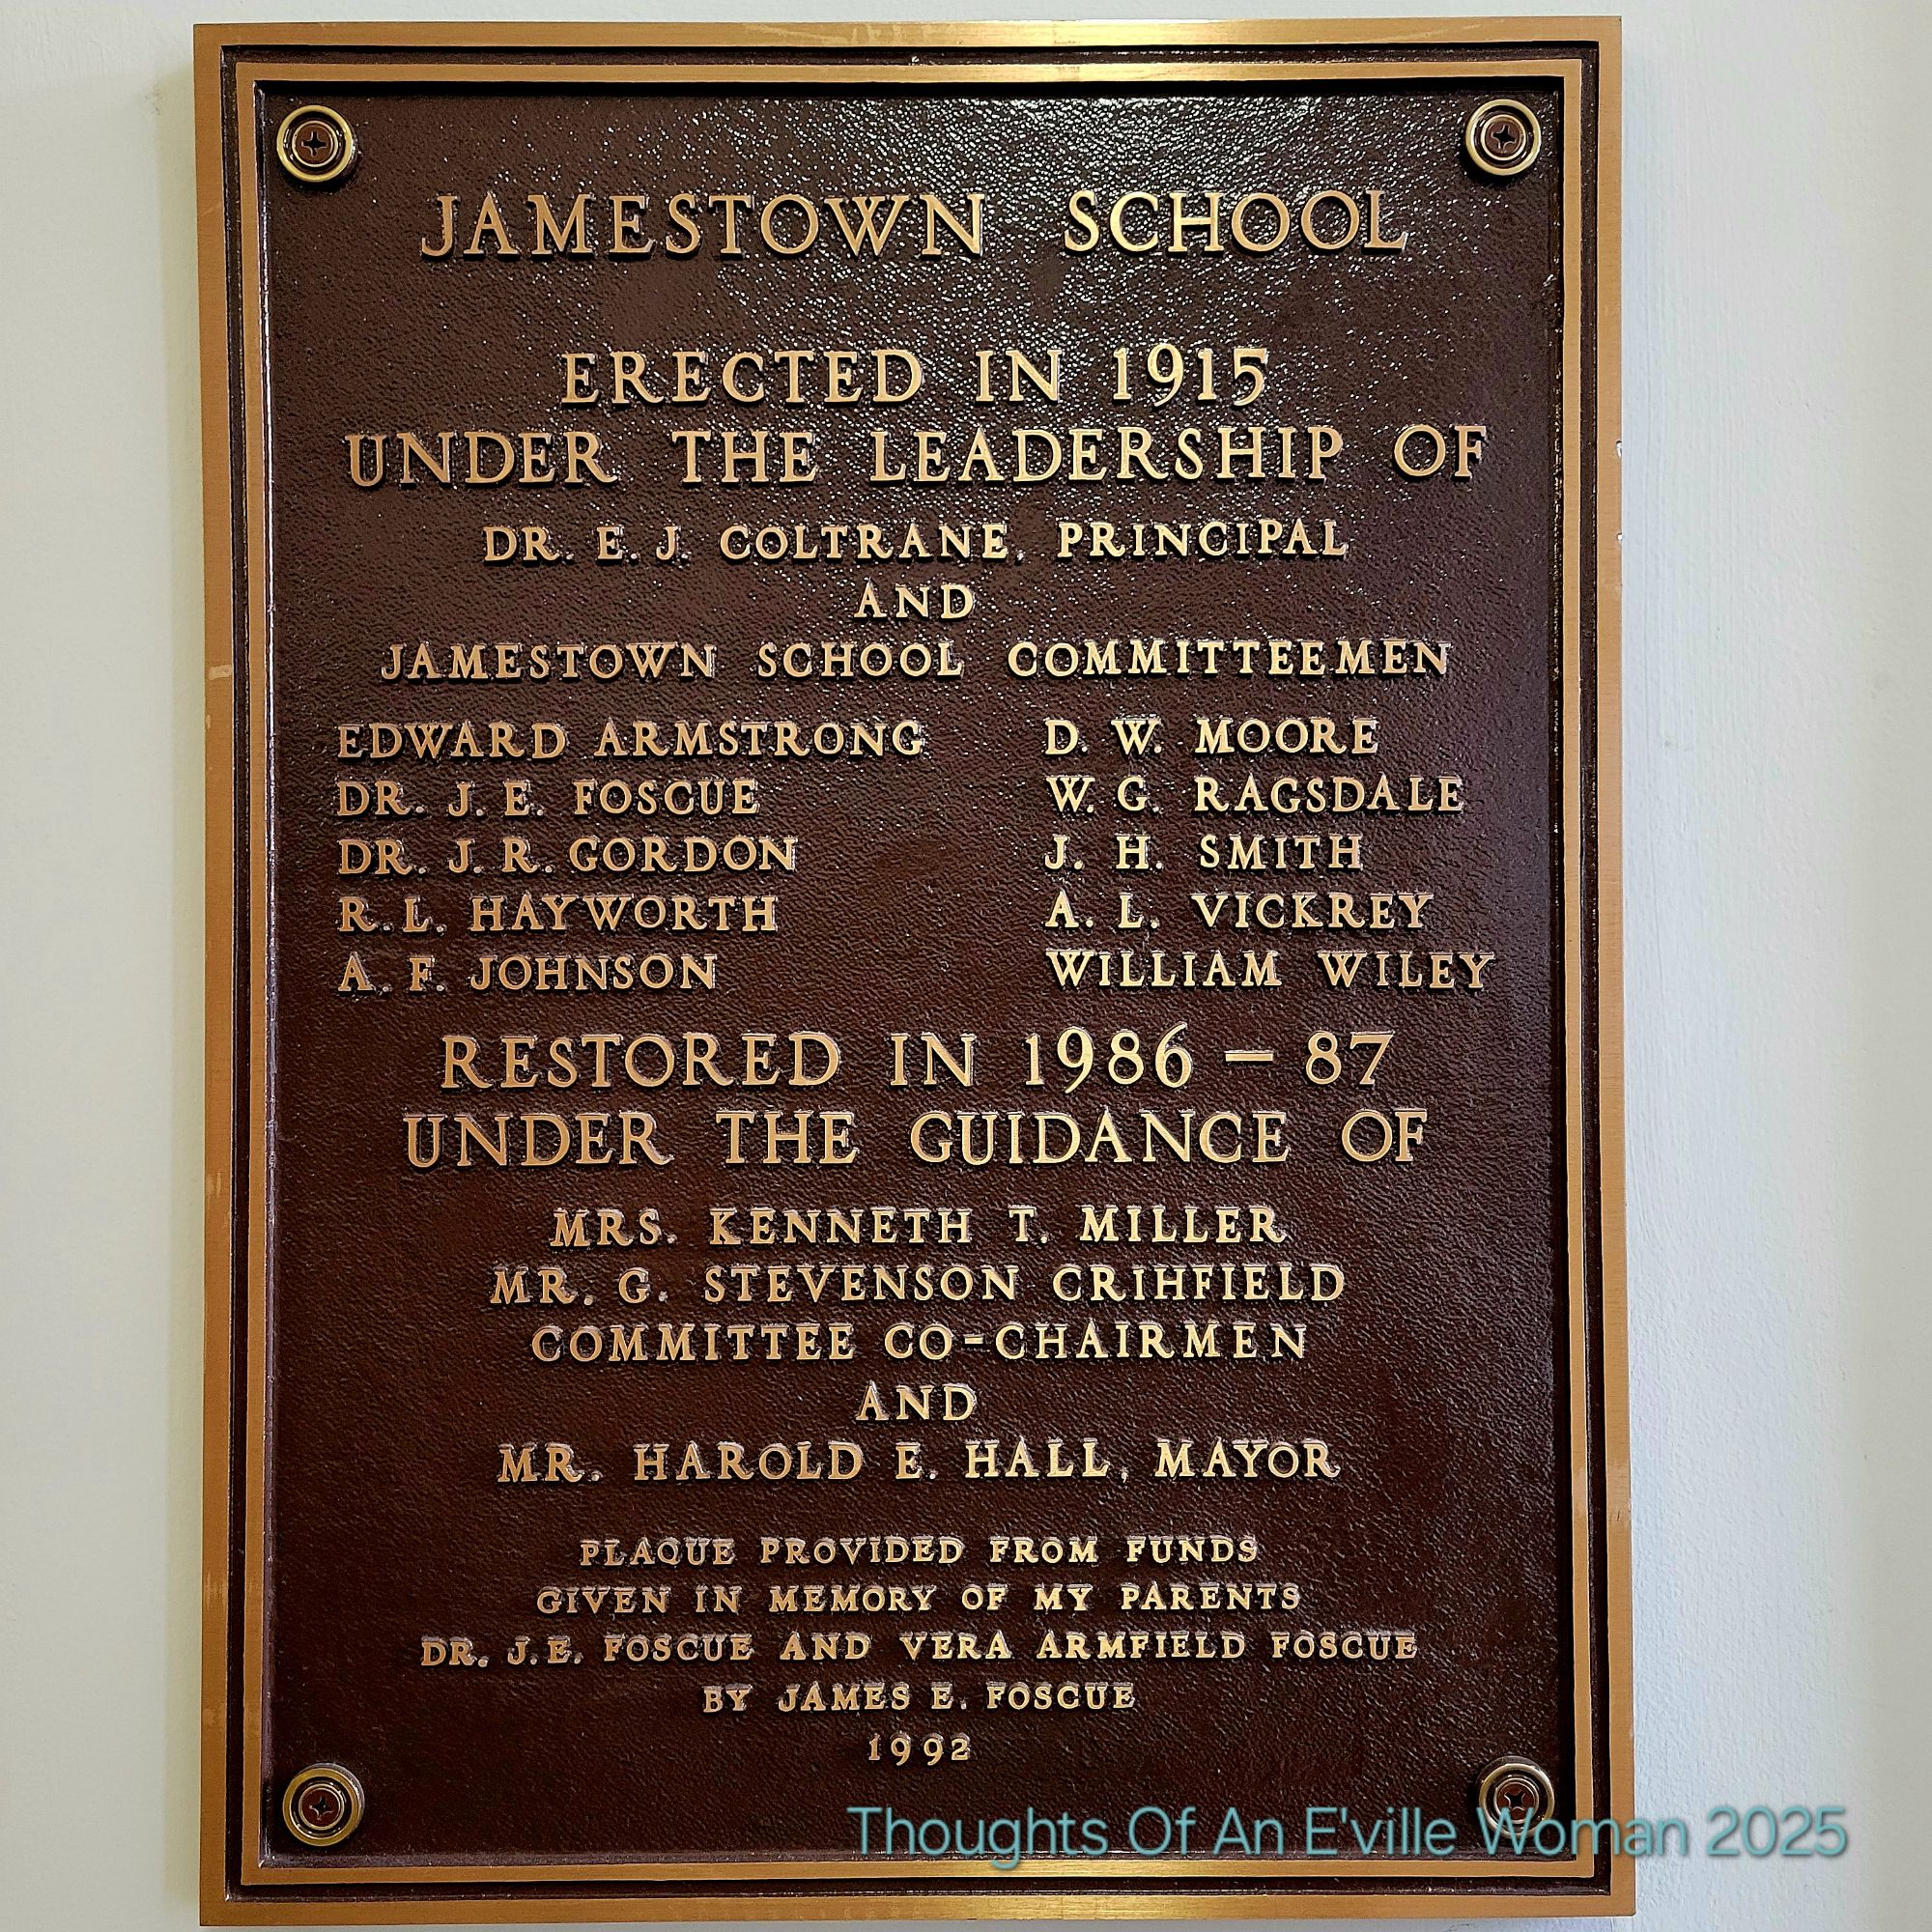 JAMESTOWN SCHOOL
ERECTED IN 1915
UNDER THE LEADERSHIP OF
DR. E. J. COLTRANE, PRINCIPAL
AND
JAMESTOWN SCHOOL COMMITTEEMEN
EDWARD ARMSTRONG
DR. J. E. FOSCUE
DR. J. R. GORDON
R. L. HAYWORTH
A. F. JOHNSON
D. W. MOORE
W. G. RAGSDALE
J. H. SMITH
A. L. VICKREY
WILLIAM WILEY
RESTORED IN 1986 – 87
UNDER THE GUIDANCE OF
MRS. KENNETH T. MILLER
MR. G. STEVENSON CRIHFIELD
COMMITTEE CO-CHAIRMEN
AND
MR. HAROLD E. HALL, MAYOR
PLAQUE PROVIDED FROM FUNDS
GIVEN IN MEMORY OF MY PARENTS
DR. J. E. FOSCUE AND VERA ARMFIELD FOSCUE
BY JAMES E. FOSCUE
1992
Thoughts Of An E'ville Woman 2025